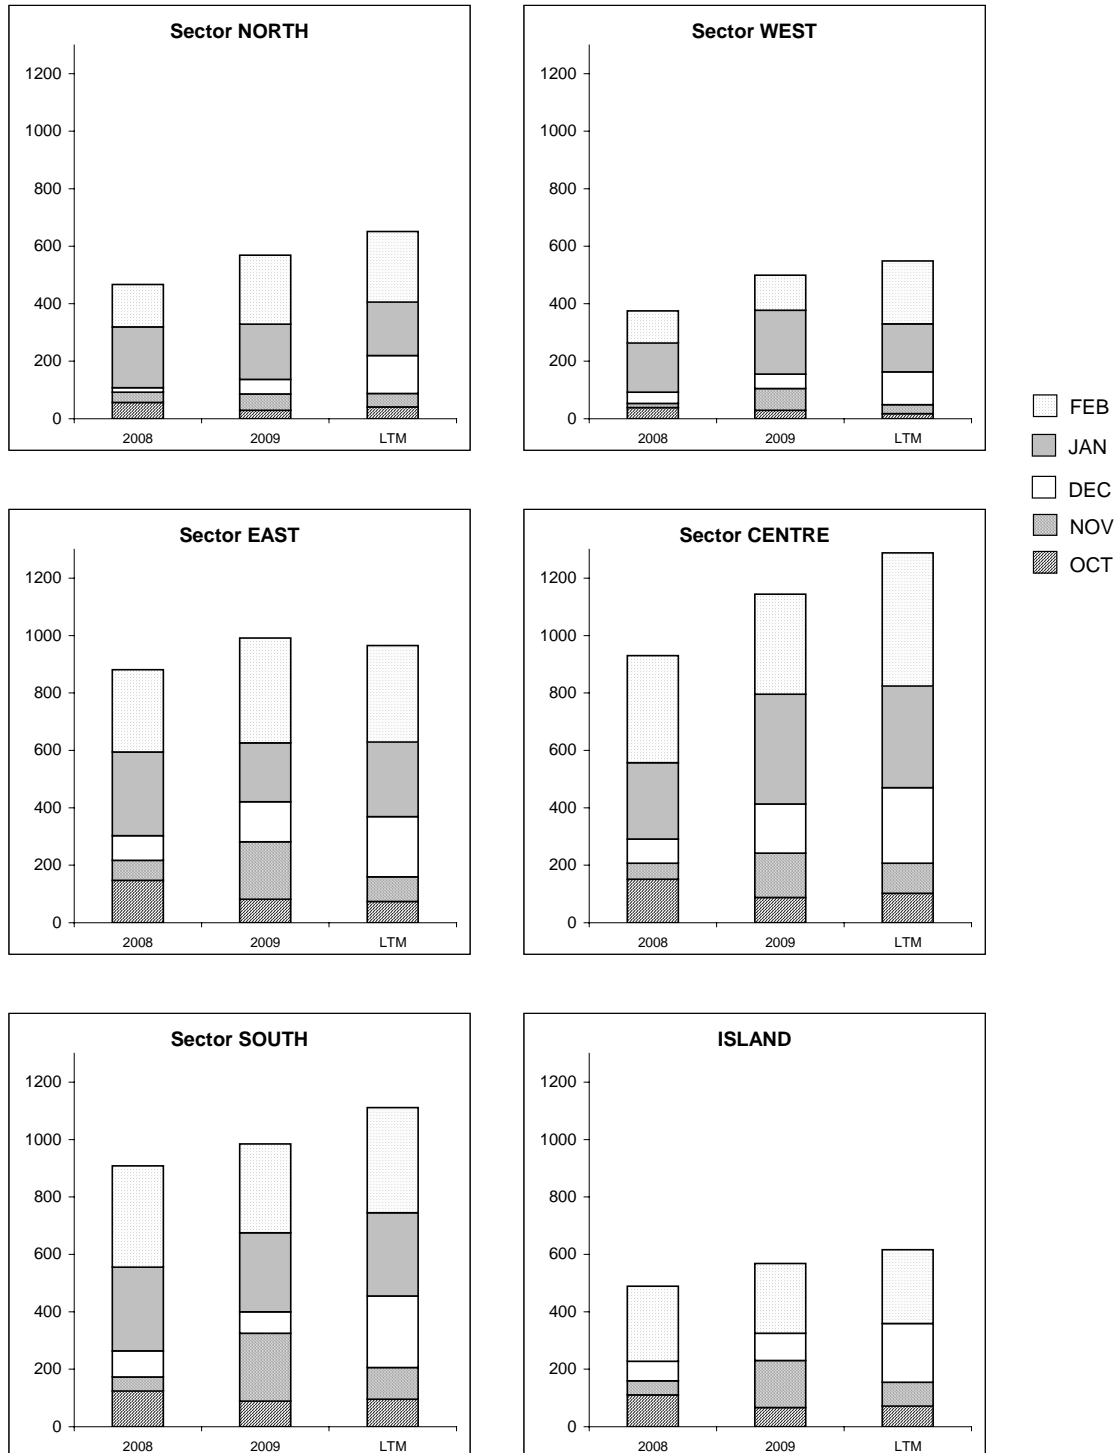 Sector NORTH
1200
1000
800
600
400
200
0
2008 2009 LTM
Sector WEST
1200
1000
800
600
400
200
0
2008 2009 LTM
FEB
JAN
DEC
NOV
OCT
Sector EAST
1200
1000
800
600
400
200
0
2008 2009 LTM
Sector CENTRE
1200
1000
800
600
400
200
0
2008 2009 LTM
Sector SOUTH
1200
1000
800
600
400
200
0
2008 2009 LTM
ISLAND
1200
1000
800
600
400
200
0
2008 2009 LTM